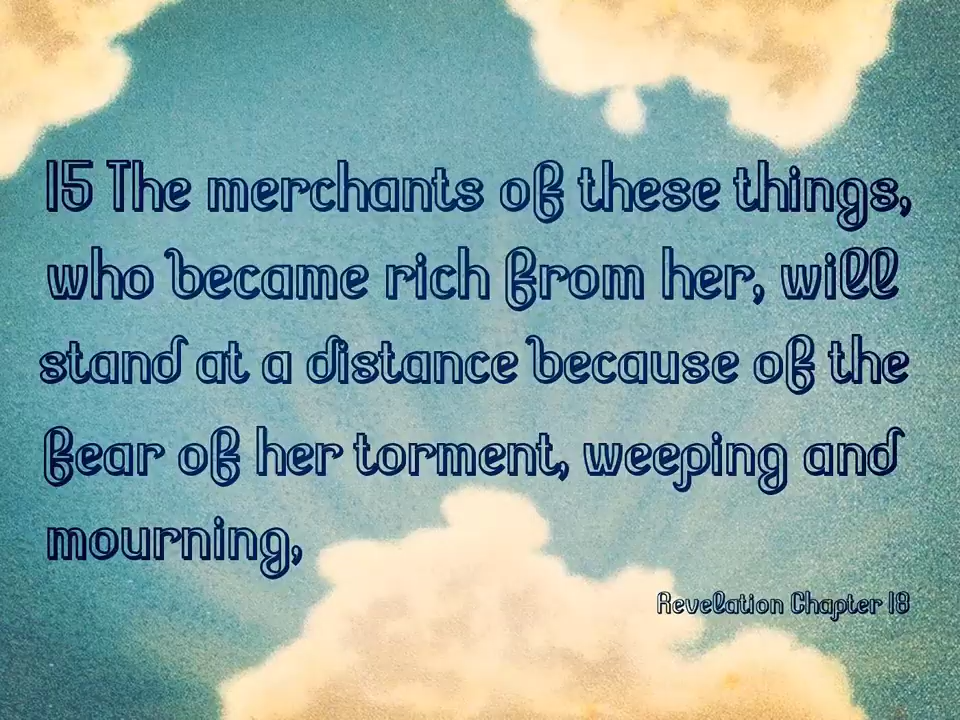 15 The merchants of these things,
who became rich from her, will
stand at a distance because of the
fear of her torment, weeping and
mourning,
Revelation Chapter 18